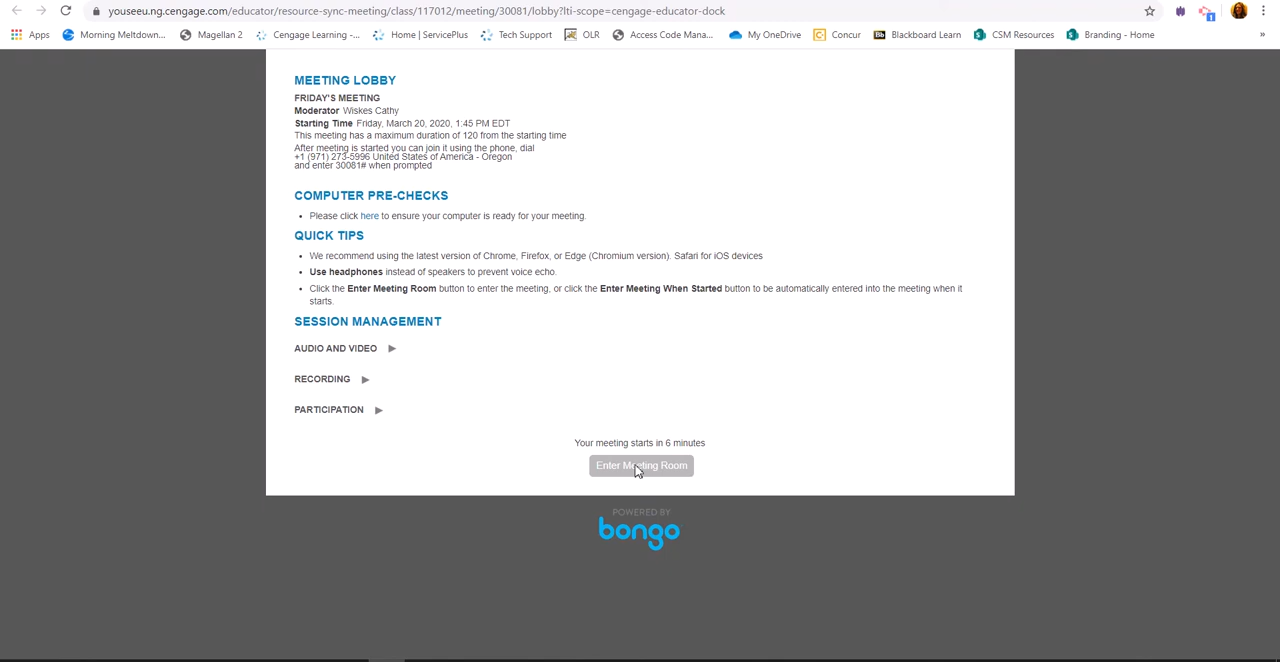 youseeu.ng.cengage.com/educator/resource-sync-meeting/class/117012/meeting/30081/lobby?lti-scope=cengage-educator-dock
1
Apps Morning Meltdown... Magellan 2 Cengage Learning -... Home | ServicePlus Tech Support OLR Access Code Mana... My OneDrive Concur Bb Blackboard Learn CSM Resources Branding - Home »
MEETING LOBBY
FRIDAY'S MEETING
Moderator Wiskes Cathy
Starting Time Friday, March 20, 2020, 1:45 PM EDT
This meeting has a maximum duration of 120 from the starting time
After meeting is started you can join it using the phone, dial
+1 (971) 273-5996 United States of America - Oregon
and enter 30081# when prompted
COMPUTER PRE-CHECKS
• Please click here to ensure your computer is ready for your meeting.
QUICK TIPS
• We recommend using the latest version of Chrome, Firefox, or Edge (Chromium version). Safari for iOS devices
• Use headphones instead of speakers to prevent voice echo.
• Click the Enter Meeting Room button to enter the meeting, or click the Enter Meeting When Started button to be automatically entered into the meeting when it
starts.
SESSION MANAGEMENT
AUDIO AND VIDEO
RECORDING
PARTICIPATION
Your meeting starts in 6 minutes
Enter Meeting Room
POWERED BY
bongo